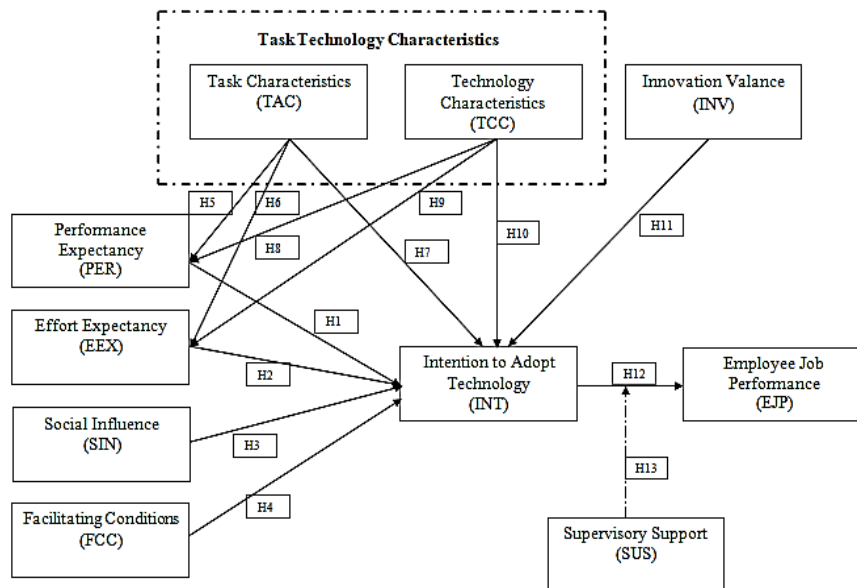 Task Technology Characteristics
Task Characteristics
(TAC)
Technology
Characteristics
(TCC)
Innovation Valance
(INV)
H5
H6
H9
Performance
Expectancy
(PER)
H8
H7
H10
H11
Effort Expectancy
(EEX)
H1
H2
Intention to Adopt
Technology
(INT)
H12
Employee Job
Performance
(EJP)
Social Influence
(SIN)
H3
H13
Facilitating Conditions
(FCC)
H4
Supervisory Support
(SUS)